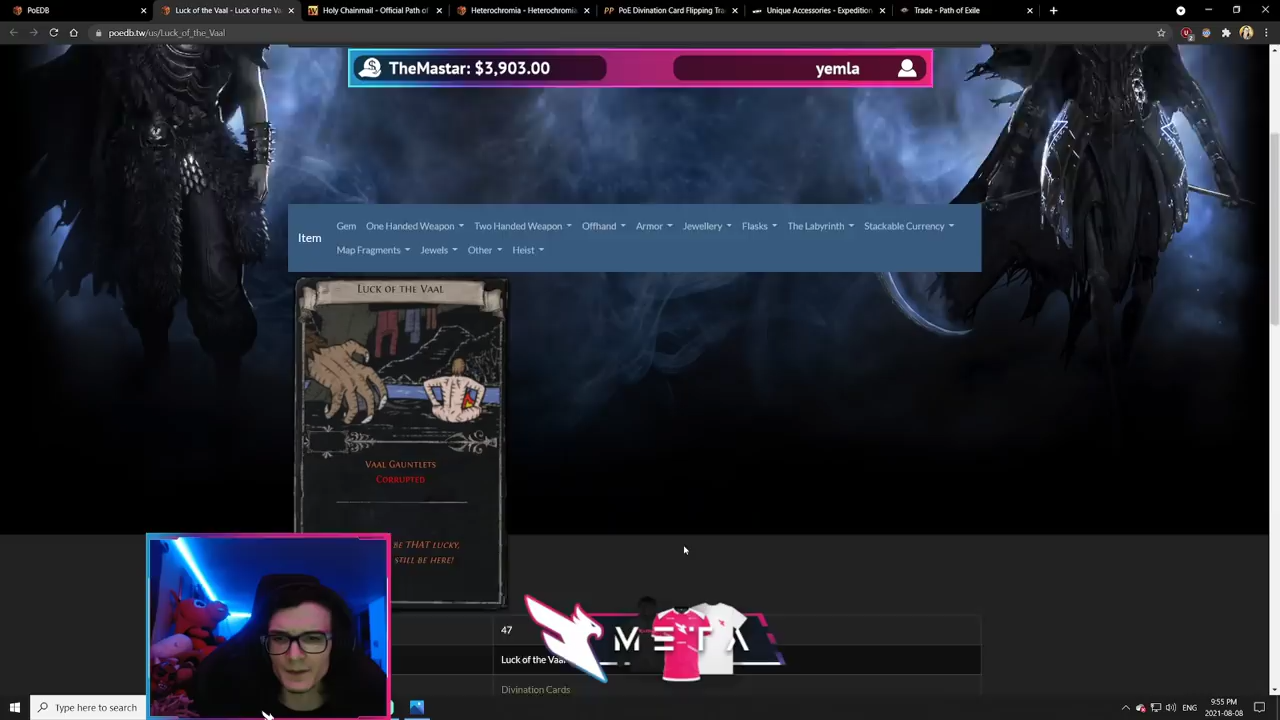 PoEDB
Luck of the Vaal - Luck of the Va
Holy Chainmail - Official Path of
Heterochromia - Heterochromia
PoE Divination Card Flipping Tra
Unique Accessories - Expedition
Trade - Path of Exile
poedb.tw/us/Luck_of_the_Vaal
TheMastar: $3,903.00
yemla
Item
Gem One Handed Weapon Two Handed Weapon Offhand Armor Jewellery Flasks The Labyrinth Stackable Currency
Map Fragments Jewels Other Heist
Luck of the Vaal
Vaal Gauntlets
Corrupted
be that lucky,
still be here!
47
META
Luck of the Vaal
Divination Cards
Type here to search
ENG
9:55 PM
2021-08-08